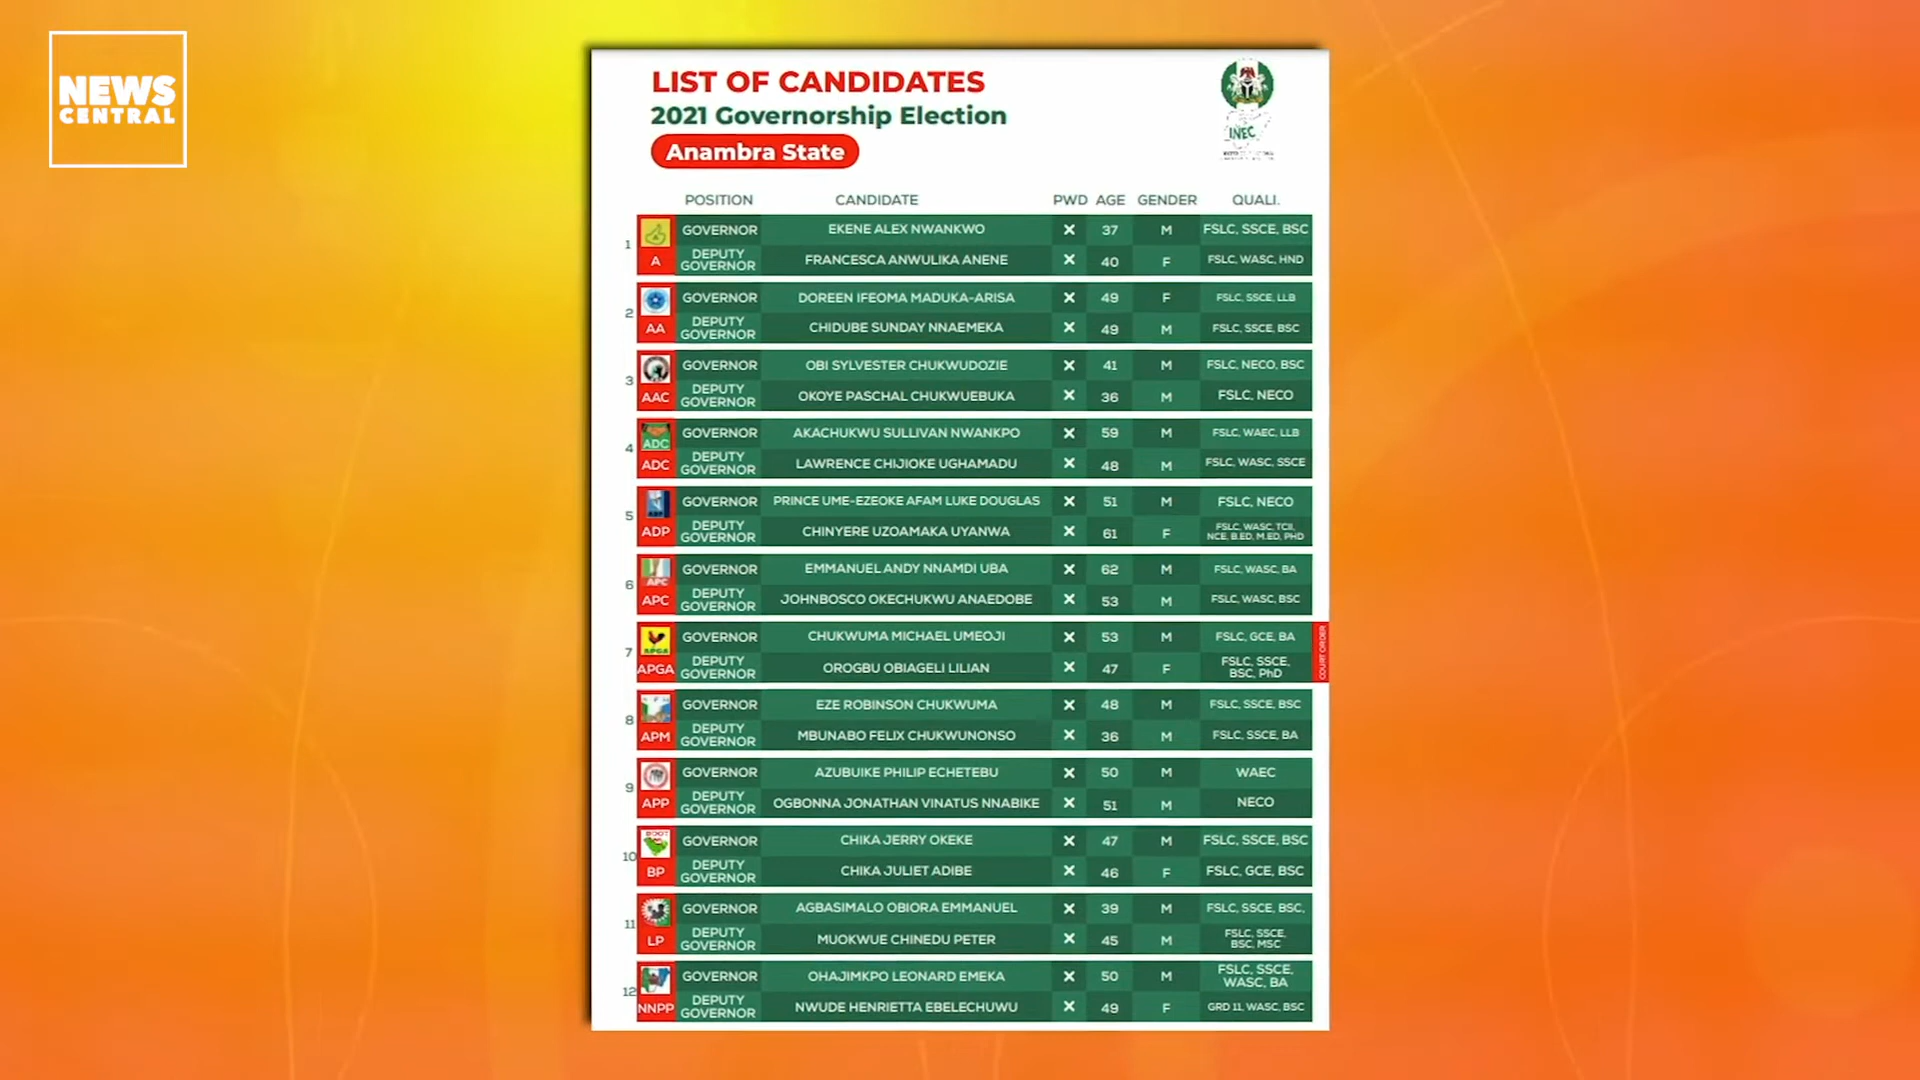 NEWS
CENTRAL
LIST OF CANDIDATES
2021 Governorship Election
Anambra State
INEC
POSITION CANDIDATE PWD AGE GENDER QUALI.
1 A GOVERNOR EKENE ALEX NWANKWO X 37 M FSLC, SSCE, BSC
DEPUTY GOVERNOR FRANCESCA ANWULIKA ANENE X 40 F FSLC, WASC, HND
2 AA GOVERNOR DOREEN IFEOMA MADUKA-ARISA X 49 F FSLC, SSCE, LLB
DEPUTY GOVERNOR CHIDUBE SUNDAY NNAEMEKA X 49 M FSLC, SSCE, BSC
3 AAC GOVERNOR OBI SYLVESTER CHUKWUDOZIE X 41 M FSLC, NECO, BSC
DEPUTY GOVERNOR OKOYE PASCHAL CHUKWUEBUKA X 36 M FSLC, NECO
4 ADC ADC GOVERNOR AKACHUKWU SULLIVAN NWANKPO X 59 M FSLC, WAEC, LLB
DEPUTY GOVERNOR LAWRENCE CHIJIOKE UGHAMADU X 48 M FSLC, WASC, SSCE
5 ADP GOVERNOR PRINCE UME-EZEOKE AFAM LUKE DOUGLAS X 51 M FSLC, NECO
DEPUTY GOVERNOR CHINYERE UZOAMAKA UYANWA X 61 F FSLC, WASC, TCII, NCE, B.ED, M.ED, PHD
6 APC APC GOVERNOR EMMANUEL ANDY NNAMDI UBA X 62 M FSLC, WASC, BA
DEPUTY GOVERNOR JOHNBOSCO OKECHUKWU ANAEDOBE X 53 M FSLC, WASC, BSC
7 APGA APGA GOVERNOR CHUKWUMA MICHAEL UMEOJI X 53 M FSLC, GCE, BA COURT ORDER
DEPUTY GOVERNOR OROGBU OBIAGELI LILIAN X 47 F FSLC, SSCE, BSC, PhD
8 APM GOVERNOR EZE ROBINSON CHUKWUMA X 48 M FSLC, SSCE, BSC
DEPUTY GOVERNOR MBUNABO FELIX CHUKWUNONSO X 36 M FSLC, SSCE, BA
9 APP GOVERNOR AZUBUIKE PHILIP ECHETEBU X 50 M WAEC
DEPUTY GOVERNOR OGBONNA JONATHAN VINATUS NNABIKE X 51 M NECO
10 BOOT BP GOVERNOR CHIKA JERRY OKEKE X 47 M FSLC, SSCE, BSC
DEPUTY GOVERNOR CHIKA JULIET ADIBE X 46 F FSLC, GCE, BSC
11 LP GOVERNOR AGBASIMALO OBIORA EMMANUEL X 39 M FSLC, SSCE, BSC,
DEPUTY GOVERNOR MUOKWUE CHINEDU PETER X 45 M FSLC, SSCE, BSC, MSC
12 NNPP GOVERNOR OHAJIMKPO LEONARD EMEKA X 50 M FSLC, SSCE, WASC, BA
DEPUTY GOVERNOR NWUDE HENRIETTA EBELECHUWU X 49 F GRD 11, WASC, BSC